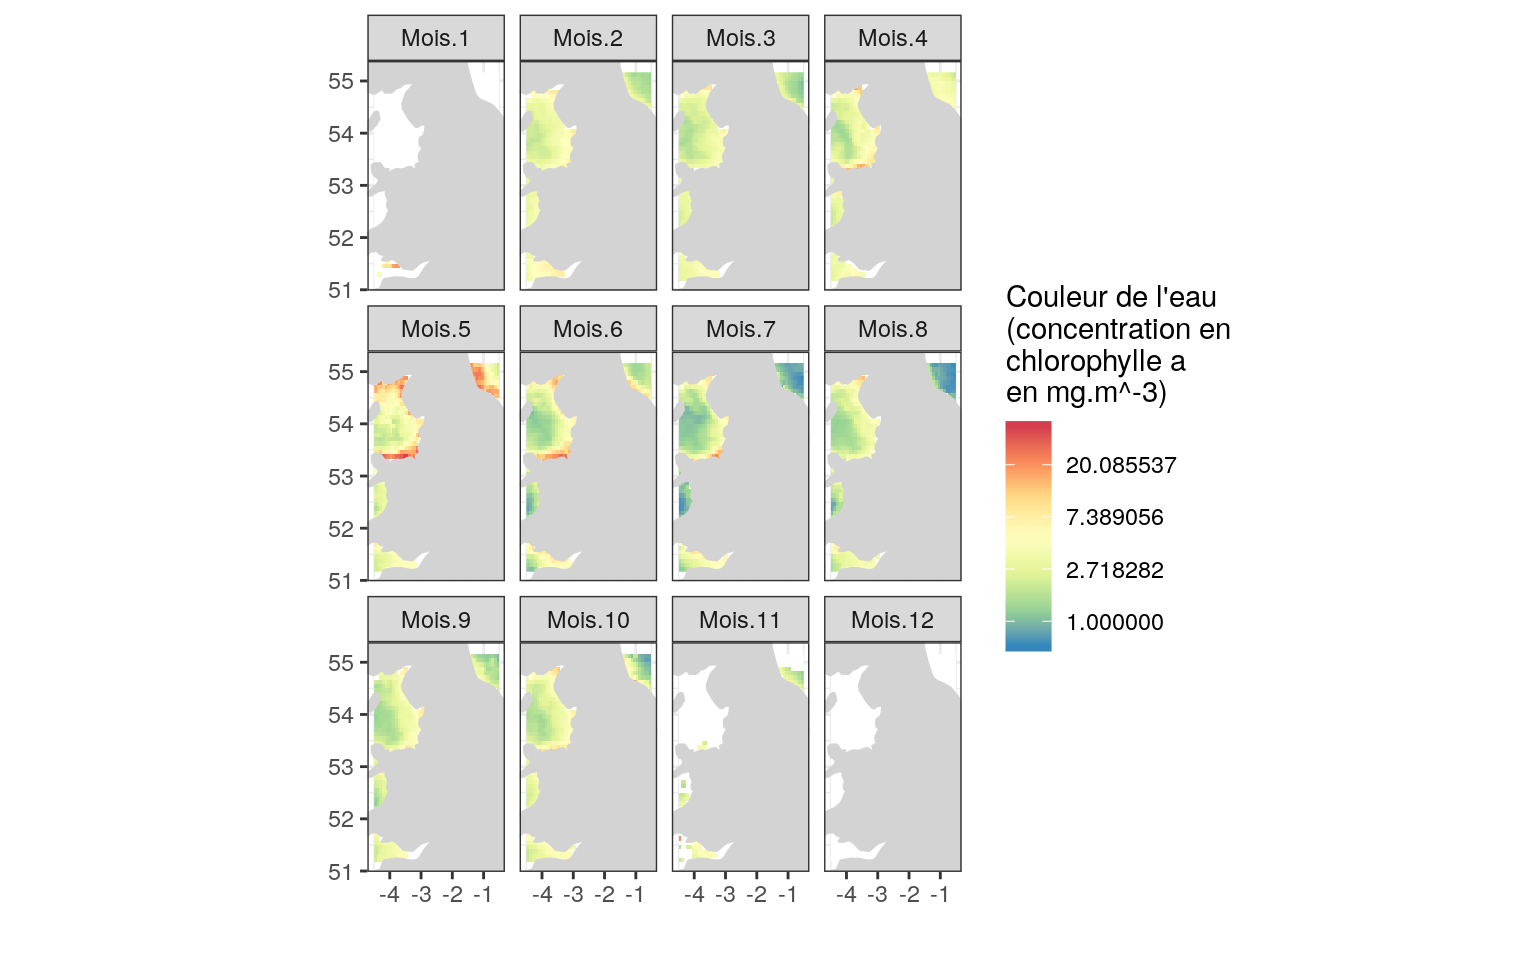 Mois.1 Mois.2 Mois.3 Mois.4
55
54
53
52
51
Mois.5 Mois.6 Mois.7 Mois.8
55
54
53
52
51
Mois.9 Mois.10 Mois.11 Mois.12
55
54
53
52
51
-4 -3 -2 -1 -4 -3 -2 -1 -4 -3 -2 -1 -4 -3 -2 -1
Couleur de l'eau
(concentration en
chlorophylle a
en mg.m^-3)
20.085537
7.389056
2.718282
1.000000